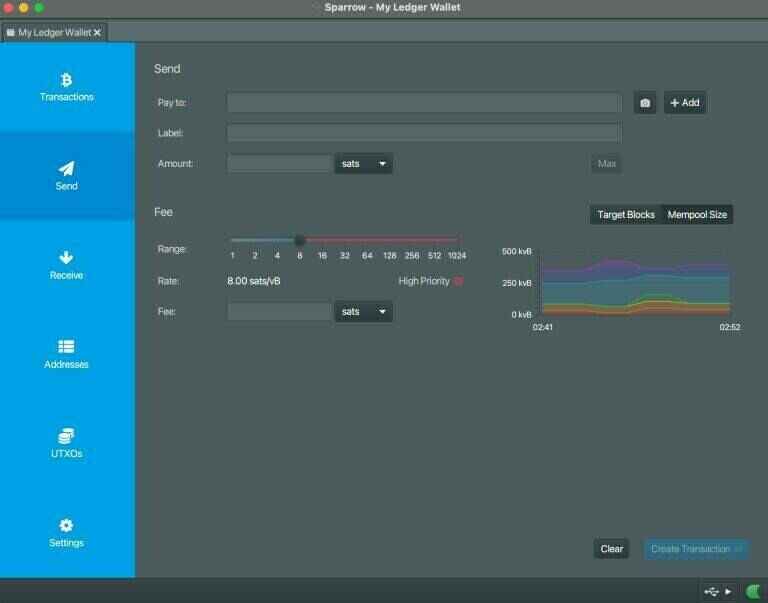 Sparrow - My Ledger Wallet
My Ledger Wallet
Transactions
Send
Receive
Addresses
UTXOs
Settings
Send
Pay to:
+ Add
Label:
Amount:
sats
Max
Fee
Target Blocks
Mempool Size
Range:
1 2 4 8 16 32 64 128 256 512 1024
Rate:
8.00 sats/vB
High Priority
Fee:
sats
500 kvB
250 kvB
0 kvB
02:41
02:52
Clear
Create Transaction